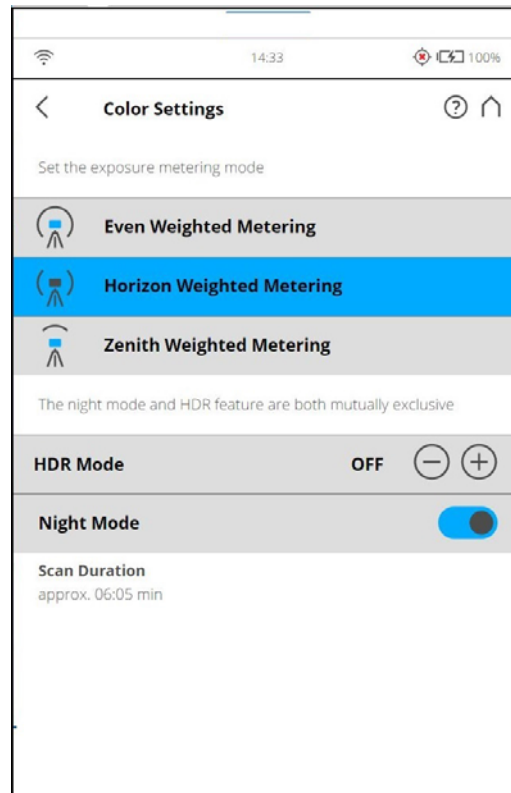 14:33 100%
Color Settings
Set the exposure metering mode
Even Weighted Metering
Horizon Weighted Metering
Zenith Weighted Metering
The night mode and HDR feature are both mutually exclusive
HDR Mode OFF
Night Mode
Scan Duration
approx. 06:05 min